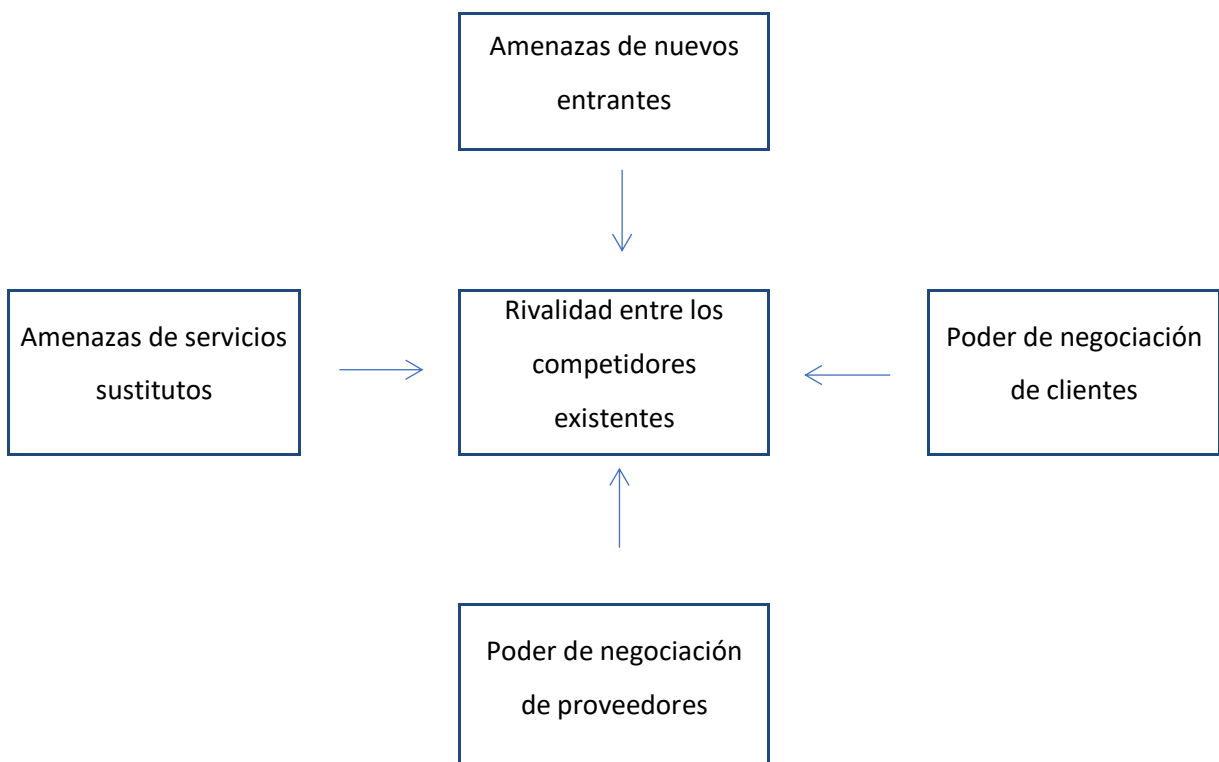 Amenazas de nuevos
entrantes
Amenazas de servicios
sustitutos
Rivalidad entre los
competidores
existentes
Poder de negociación
de clientes
Poder de negociación
de proveedores